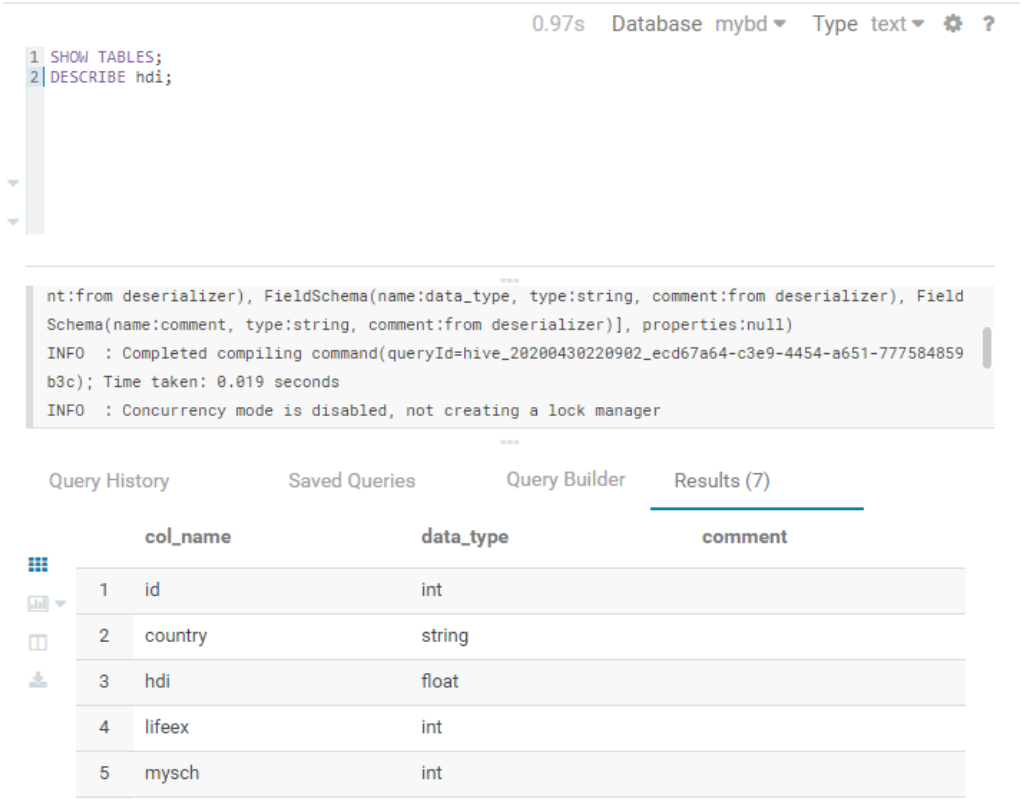 0.97s Database mybd Type text ?
1 SHOW TABLES;
2 DESCRIBE hdi;
nt:from deserializer), FieldSchema(name:data_type, type:string, comment:from deserializer), Field
Schema(name:comment, type:string, comment:from deserializer)], properties:null)
INFO  : Completed compiling command(queryId=hive_20200430220902_ecd67a64-c3e9-4454-a651-777584859
b3c); Time taken: 0.019 seconds
INFO  : Concurrency mode is disabled, not creating a lock manager
Query History Saved Queries Query Builder Results (7)
col_name data_type comment
1 id int
2 country string
3 hdi float
4 lifeex int
5 mysch int